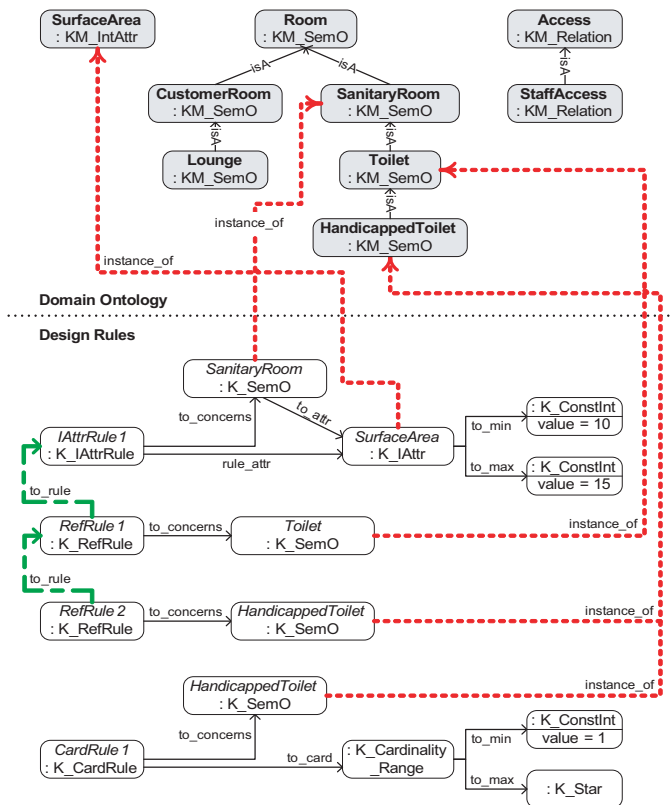 SurfaceArea
: KM_IntAttr
Room
: KM_SemO
Access
: KM_Relation
isA
isA
isA
CustomerRoom
: KM_SemO
SanitaryRoom
: KM_SemO
StaffAccess
: KM_Relation
isA
isA
Lounge
: KM_SemO
Toilet
: KM_SemO
isA
instance_of
HandicappedToilet
: KM_SemO
instance_of
Domain Ontology
Design Rules
SanitaryRoom
: K_SemO
to_concerns
to_attr
IAttrRule1
: K_IAttrRule
rule_attr
SurfaceArea
: K_IAttr
to_min
: K_ConstInt
value = 10
to_max
: K_ConstInt
value = 15
to_rule
RefRule1
: K_RefRule
to_concerns
Toilet
: K_SemO
instance_of
to_rule
RefRule2
: K_RefRule
to_concerns
HandicappedToilet
: K_SemO
instance_of
HandicappedToilet
: K_SemO
instance_of
to_concerns
CardRule1
: K_CardRule
to_card
: K_Cardinality
_Range
to_min
: K_ConstInt
value = 1
to_max
: K_Star